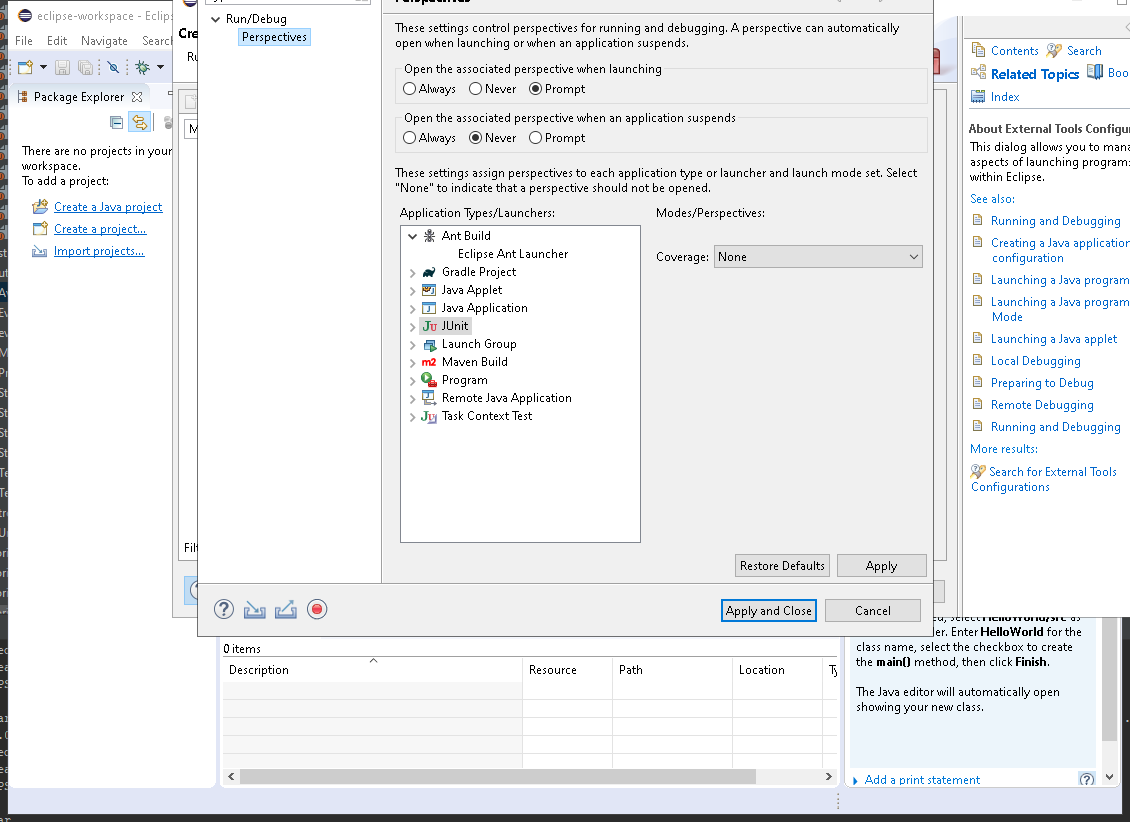 eclipse-workspace - Eclips
File Edit Navigate Search
Package Explorer
There are no projects in your
workspace.
To add a project:
Create a Java project
Create a project...
Import projects...
Cre
Ru
Filt
Run/Debug
Perspectives
These settings control perspectives for running and debugging. A perspective can automatically
open when launching or when an application suspends.
Open the associated perspective when launching
Always Never Prompt
Open the associated perspective when an application suspends
Always Never Prompt
These settings assign perspectives to each application type or launcher and launch mode set. Select
"None" to indicate that a perspective should not be opened.
Application Types/Launchers:
Ant Build
Eclipse Ant Launcher
Gradle Project
Java Applet
Java Application
JUnit
Launch Group
Maven Build
Program
Remote Java Application
Task Context Test
Modes/Perspectives:
Coverage: None
Restore Defaults Apply
Apply and Close Cancel
Contents Search
Related Topics Boo
Index
About External Tools Configu
This dialog allows you to mana
aspects of launching program
within Eclipse.
See also:
Running and Debugging
Creating a Java application
configuration
Launching a Java program
Launching a Java program
Mode
Launching a Java applet
Local Debugging
Preparing to Debug
Remote Debugging
Running and Debugging
More results:
Search for External Tools
Configurations
0 items
Description Resource Path Location Ty
ler. Enter HelloWorld for the
class name, select the checkbox to create
the main() method, then click Finish.
The Java editor will automatically open
showing your new class.
Add a print statement